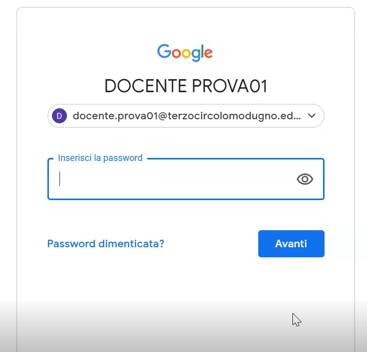 Google
DOCENTE PROVA01
D docente.prova01@terzocircolomodugno.ed...
Inserisci la password
Password dimenticata?
Avanti